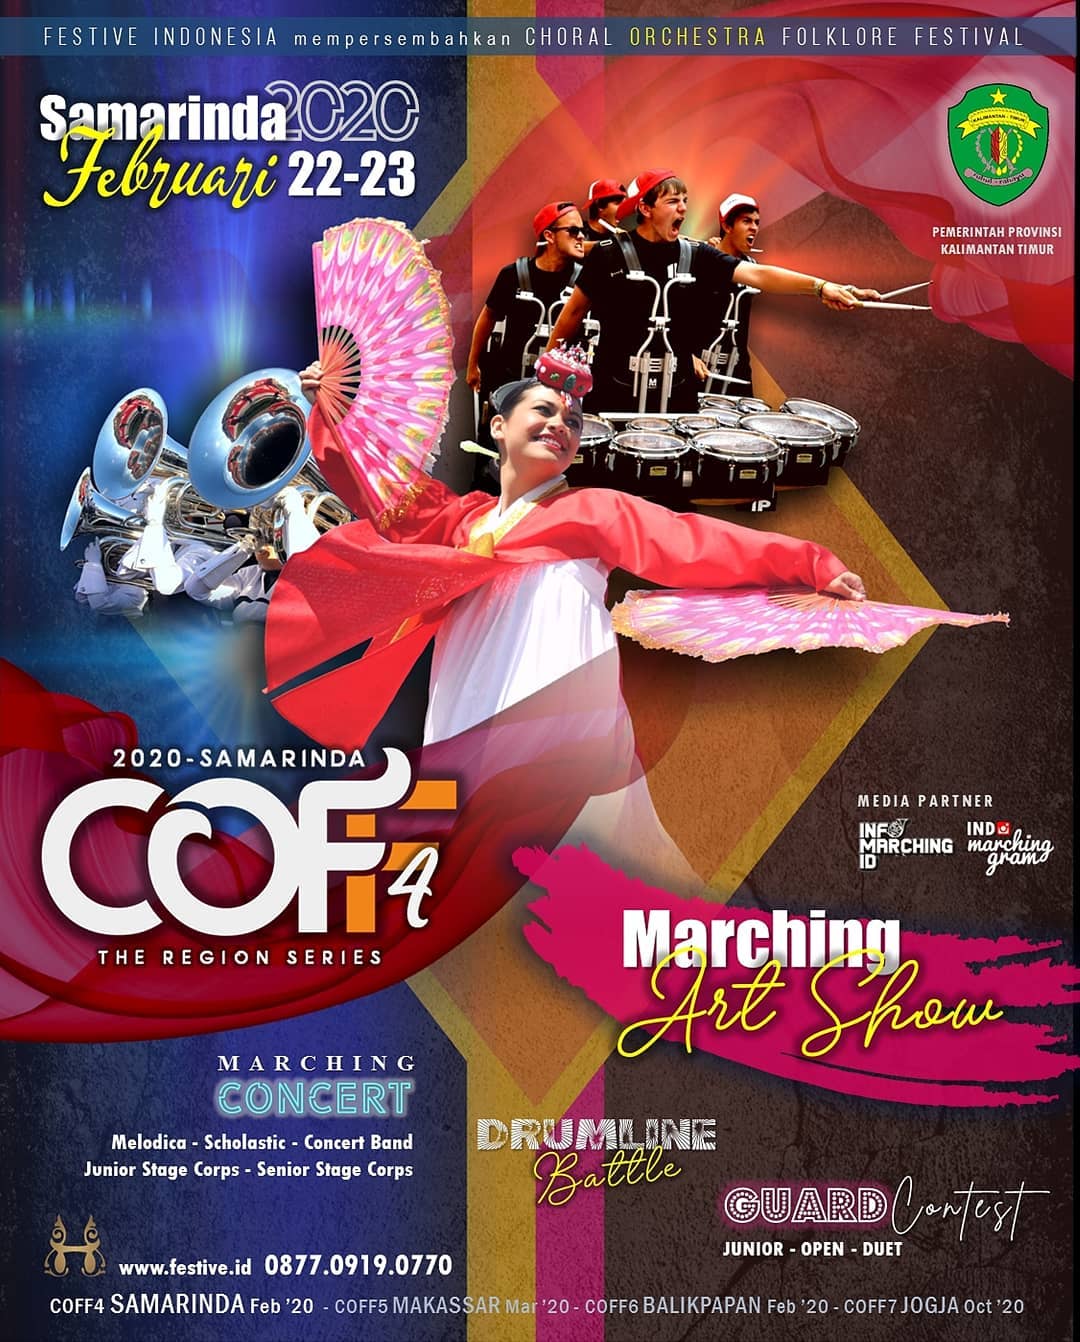 FESTIVE INDONESIA mempersembahkan CHORAL ORCHESTRA FOLKLORE FESTIVAL
Samarinda 2020
Februari 22-23
KALIMANTAN - TIMUR
PEMERINTAH PROVINSI
KALIMANTAN TIMUR
2020-SAMARINDA
COFF4
THE REGION SERIES
MEDIA PARTNER
INFO
MARCHING
ID
INDO
marching
gram
Marching
Art Show
MARCHING
CONCERT
Melodica - Scholastic - Concert Band
Junior Stage Corps - Senior Stage Corps
DRUMLINE
Battle
GUARD Contest
JUNIOR - OPEN - DUET
www.festive.id 0877.0919.0770
COFF4 SAMARINDA Feb '20 - COFF5 MAKASSAR Mar '20 - COFF6 BALIKPAPAN Feb '20 - COFF7 JOGJA Oct '20